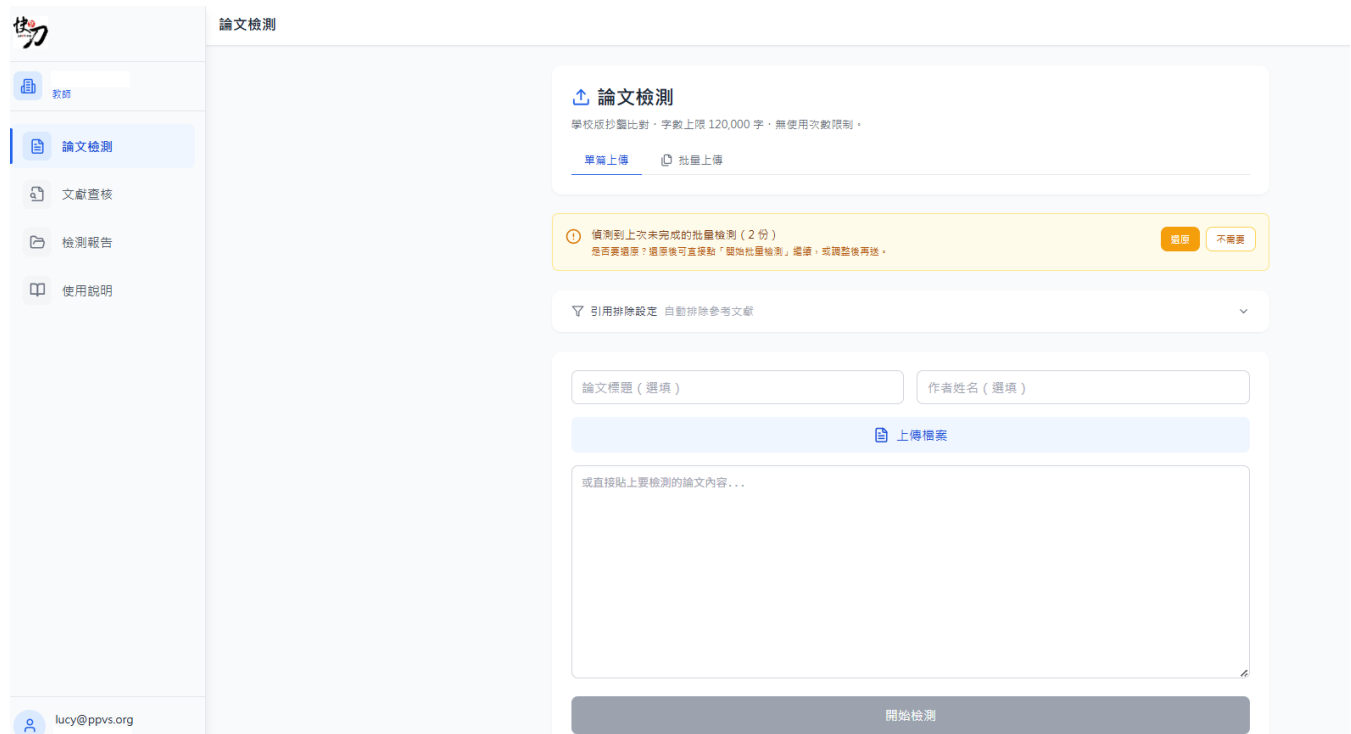 快刀
論文檢測
教師
論文檢測
文獻查核
檢測報告
使用說明
lucy@ppvs.org
論文檢測
學校版抄襲比對・字數上限 120,000 字・無使用次數限制。
單篇上傳
批量上傳
偵測到上次未完成的批量檢測(2 份)
是否要還原?還原後可直接點「開始批量檢測」繼續,或調整後再送。
還原
不需要
引用排除設定 自動排除參考文獻
論文標題(選填)
作者姓名(選填)
上傳檔案
或直接貼上要檢測的論文內容...
開始檢測